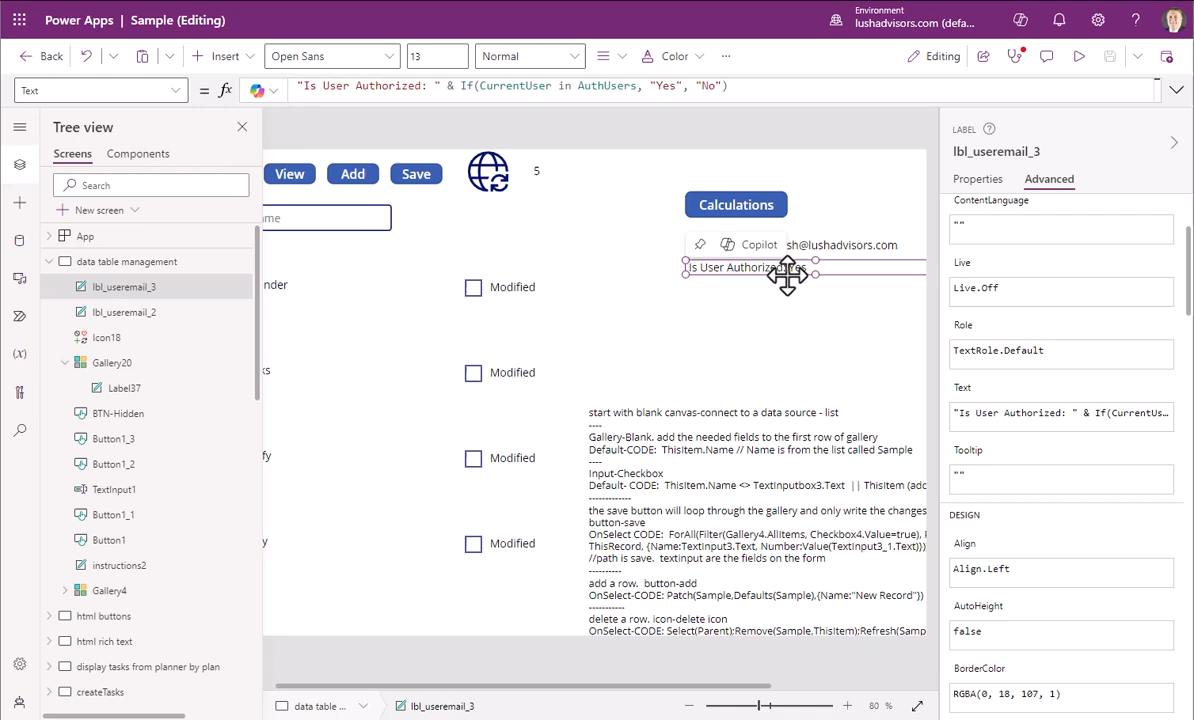 Power Apps | Sample (Editing)
Environment
lushadvisors.com (defa...
Back
Insert
Open Sans
13
Normal
Color
Editing
Text
= fx
"Is User Authorized: " & If(CurrentUser in AuthUsers, "Yes", "No")
Tree view
Screens
Components
Search
New screen
App
data table management
lbl_useremail_3
lbl_useremail_2
Icon18
Gallery20
Label37
BTN-Hidden
Button1_3
Button1_2
TextInput1
Button1_1
Button1
instructions2
Gallery4
html buttons
html rich text
display tasks from planner by plan
createTasks
View
Add
Save
5
Calculations
Copilot
sh@lushadvisors.com
Is User Authorized: Yes
ame
nder
Modified
ks
Modified
fy
Modified
y
Modified
start with blank canvas-connect to a data source - list
----
Gallery-Blank. add the needed fields to the first row of gallery
Default-CODE: ThisItem.Name // Name is from the list called Sample
----
Input-Checkbox
Default- CODE: ThisItem.Name <> TextInputbox3.Text || ThisItem (add
-------------
the save button will loop through the gallery and only write the changes
button-save
OnSelect CODE: ForAll(Filter(Gallery4.AllItems, Checkbox4.Value=true),
ThisRecord, {Name:TextInput3.Text, Number:Value(TextInput3_1.Text)})
//path is save. textinput are the fields on the form
----------
add a row. button-add
OnSelect-CODE: Patch(Sample,Defaults(Sample),{Name:"New Record"})
-----------
delete a row. icon-delete icon
OnSelect-CODE: Select(Parent);Remove(Sample,ThisItem);Refresh(Samp
LABEL
lbl_useremail_3
Properties
Advanced
ContentLanguage
""
Live
Live.Off
Role
TextRole.Default
Text
"Is User Authorized: " & If(CurrentUs...
Tooltip
""
DESIGN
Align
Align.Left
AutoHeight
false
BorderColor
RGBA(0, 18, 107, 1)
data table ...
lbl_useremail_3
80 %